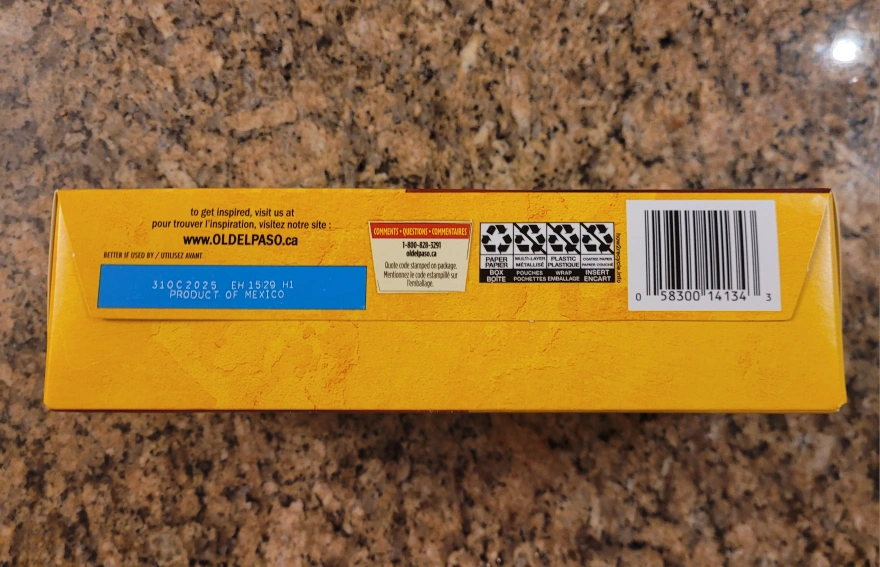 to get inspired, visit us at
pour trouver l'inspiration, visitez notre site :
www.OLDELPASO.ca
BETTER IF USED BY / UTILISEZ AVANT
31OC2025 EH 1529 H1
PRODUCT OF MEXICO
COMMENTS • QUESTIONS • COMMENTAIRES
1-800-828-3291
oldelpaso.ca
Quote code stamped on package.
Mentionnez le code estampillé sur
l'emballage.
PAPER
PAPIER
BOX
BOÎTE
MULTI-LAYER
MÉTALLISÉ
POUCHES
POCHETTES
PLASTIC
PLASTIQUE
WRAP
EMBALLAGE
COATED PAPER
PAPIER COUCHÉ
INSERT
ENCART
how2recycle.info
0 58300 14134 3